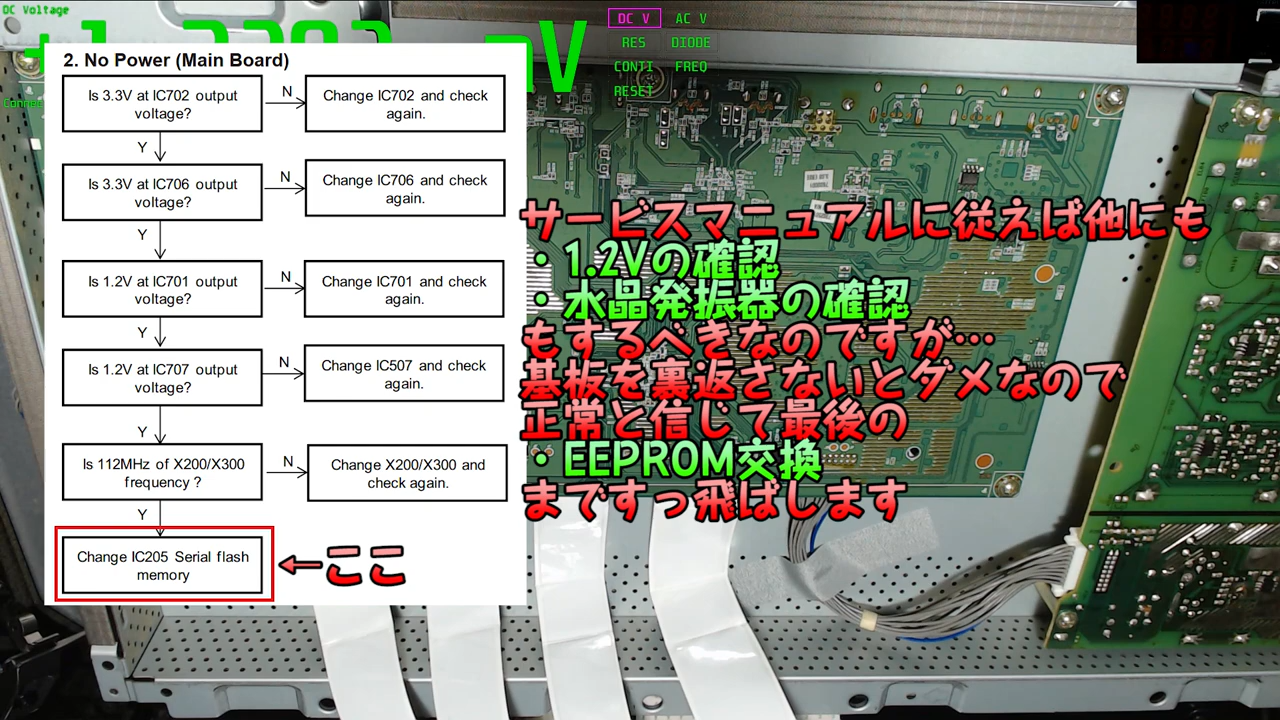 DC Voltage
DC V
AC V
RES
DIODE
CONTI
FREQ
RESET
2. No Power (Main Board)
Is 3.3V at IC702 output
voltage?
N
Change IC702 and check
again.
Y
Is 3.3V at IC706 output
voltage?
N
Change IC706 and check
again.
Y
Is 1.2V at IC701 output
voltage?
N
Change IC701 and check
again.
Y
Is 1.2V at IC707 output
voltage?
N
Change IC507 and check
again.
Y
Is 112MHz of X200/X300
frequency ?
N
Change X200/X300 and
check again.
Y
Change IC205 Serial flash
memory
←ここ
サービスマニュアルに従えば他にも
・1.2Vの確認
・水晶発振器の確認
もするべきなのですが…
基板を裏返さないとダメなので
正常と信じて最後の
・EEPROM交換
まですっ飛ばします